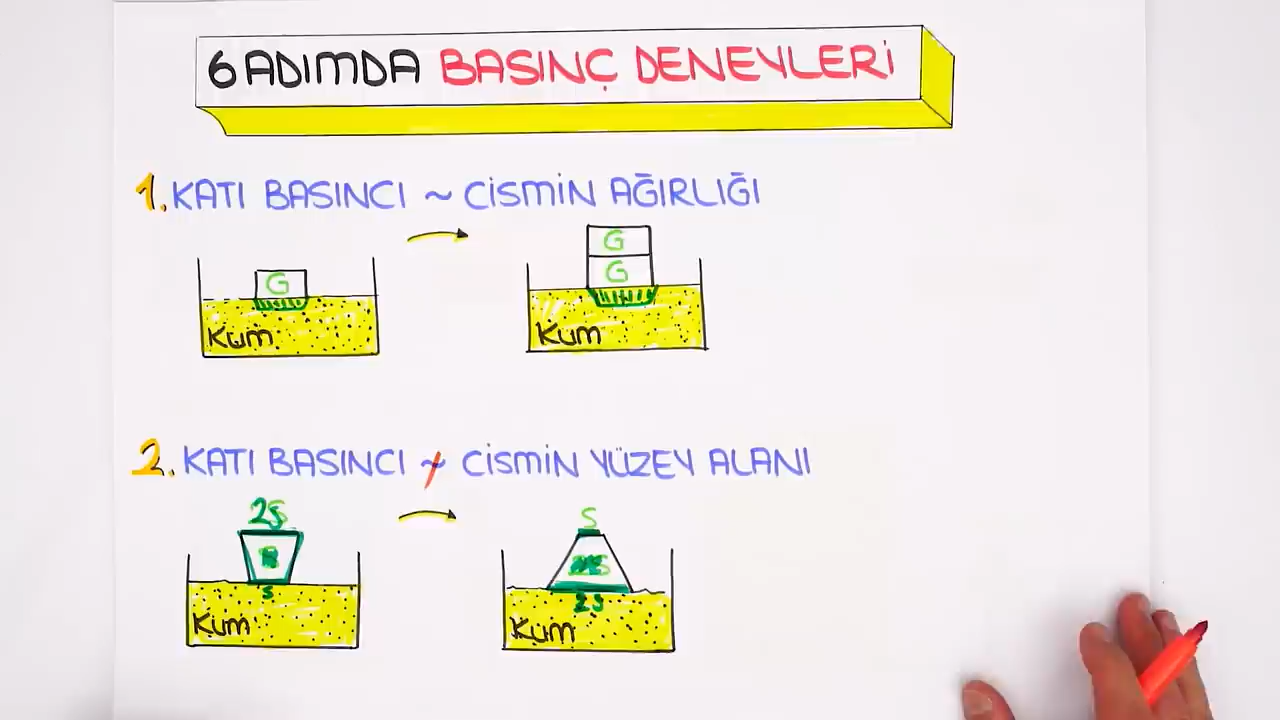 6 ADIMDA BASINÇ DENEYLERİ
1. KATI BASINCI ~ CİSMİN AĞIRLIĞI
G
G
G
Kum
Kum
2. KATI BASINCI ~ CİSMİN YÜZEY ALANI
2S
S
S
2S
Kum
Kum